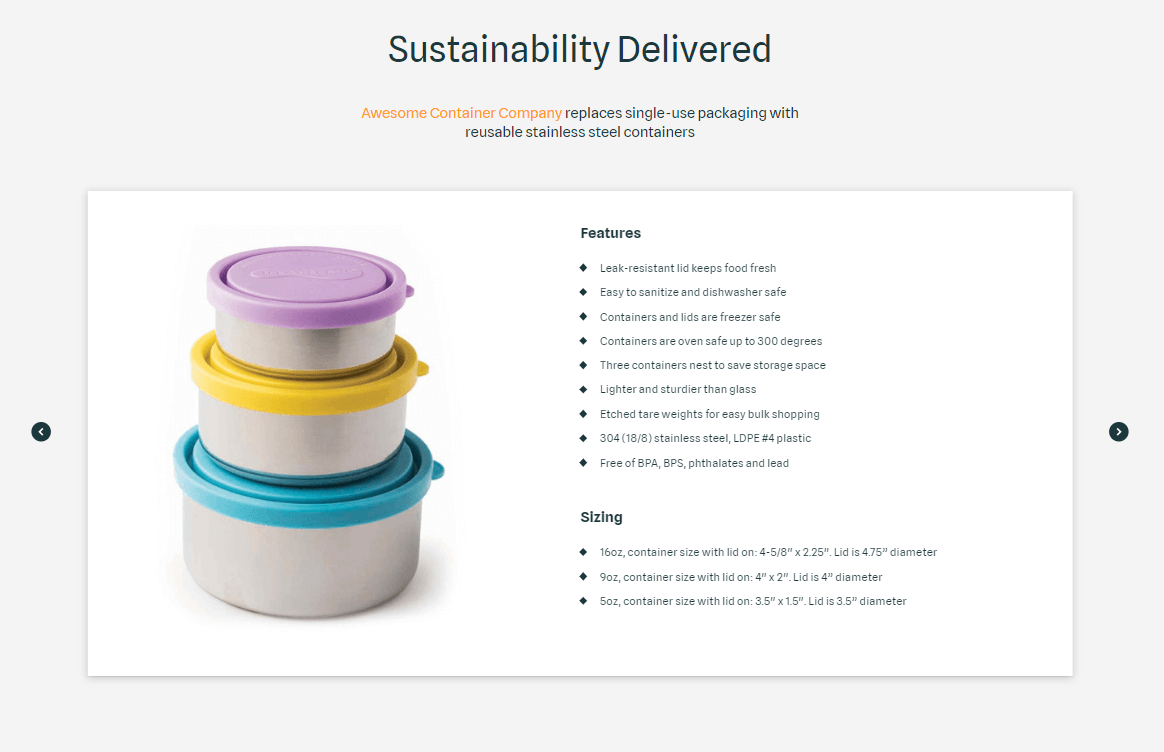 Sustainability Delivered
Awesome Container Company replaces single-use packaging with
reusable stainless steel containers
Features
Leak-resistant lid keeps food fresh
Easy to sanitize and dishwasher safe
Containers and lids are freezer safe
Containers are oven safe up to 300 degrees
Three containers nest to save storage space
Lighter and sturdier than glass
Etched tare weights for easy bulk shopping
304 (18/8) stainless steel, LDPE #4 plastic
Free of BPA, BPS, phthalates and lead
Sizing
16oz, container size with lid on: 4-5/8” x 2.25”. Lid is 4.75” diameter
9oz, container size with lid on: 4” x 2”. Lid is 4” diameter
5oz, container size with lid on: 3.5” x 1.5”. Lid is 3.5” diameter